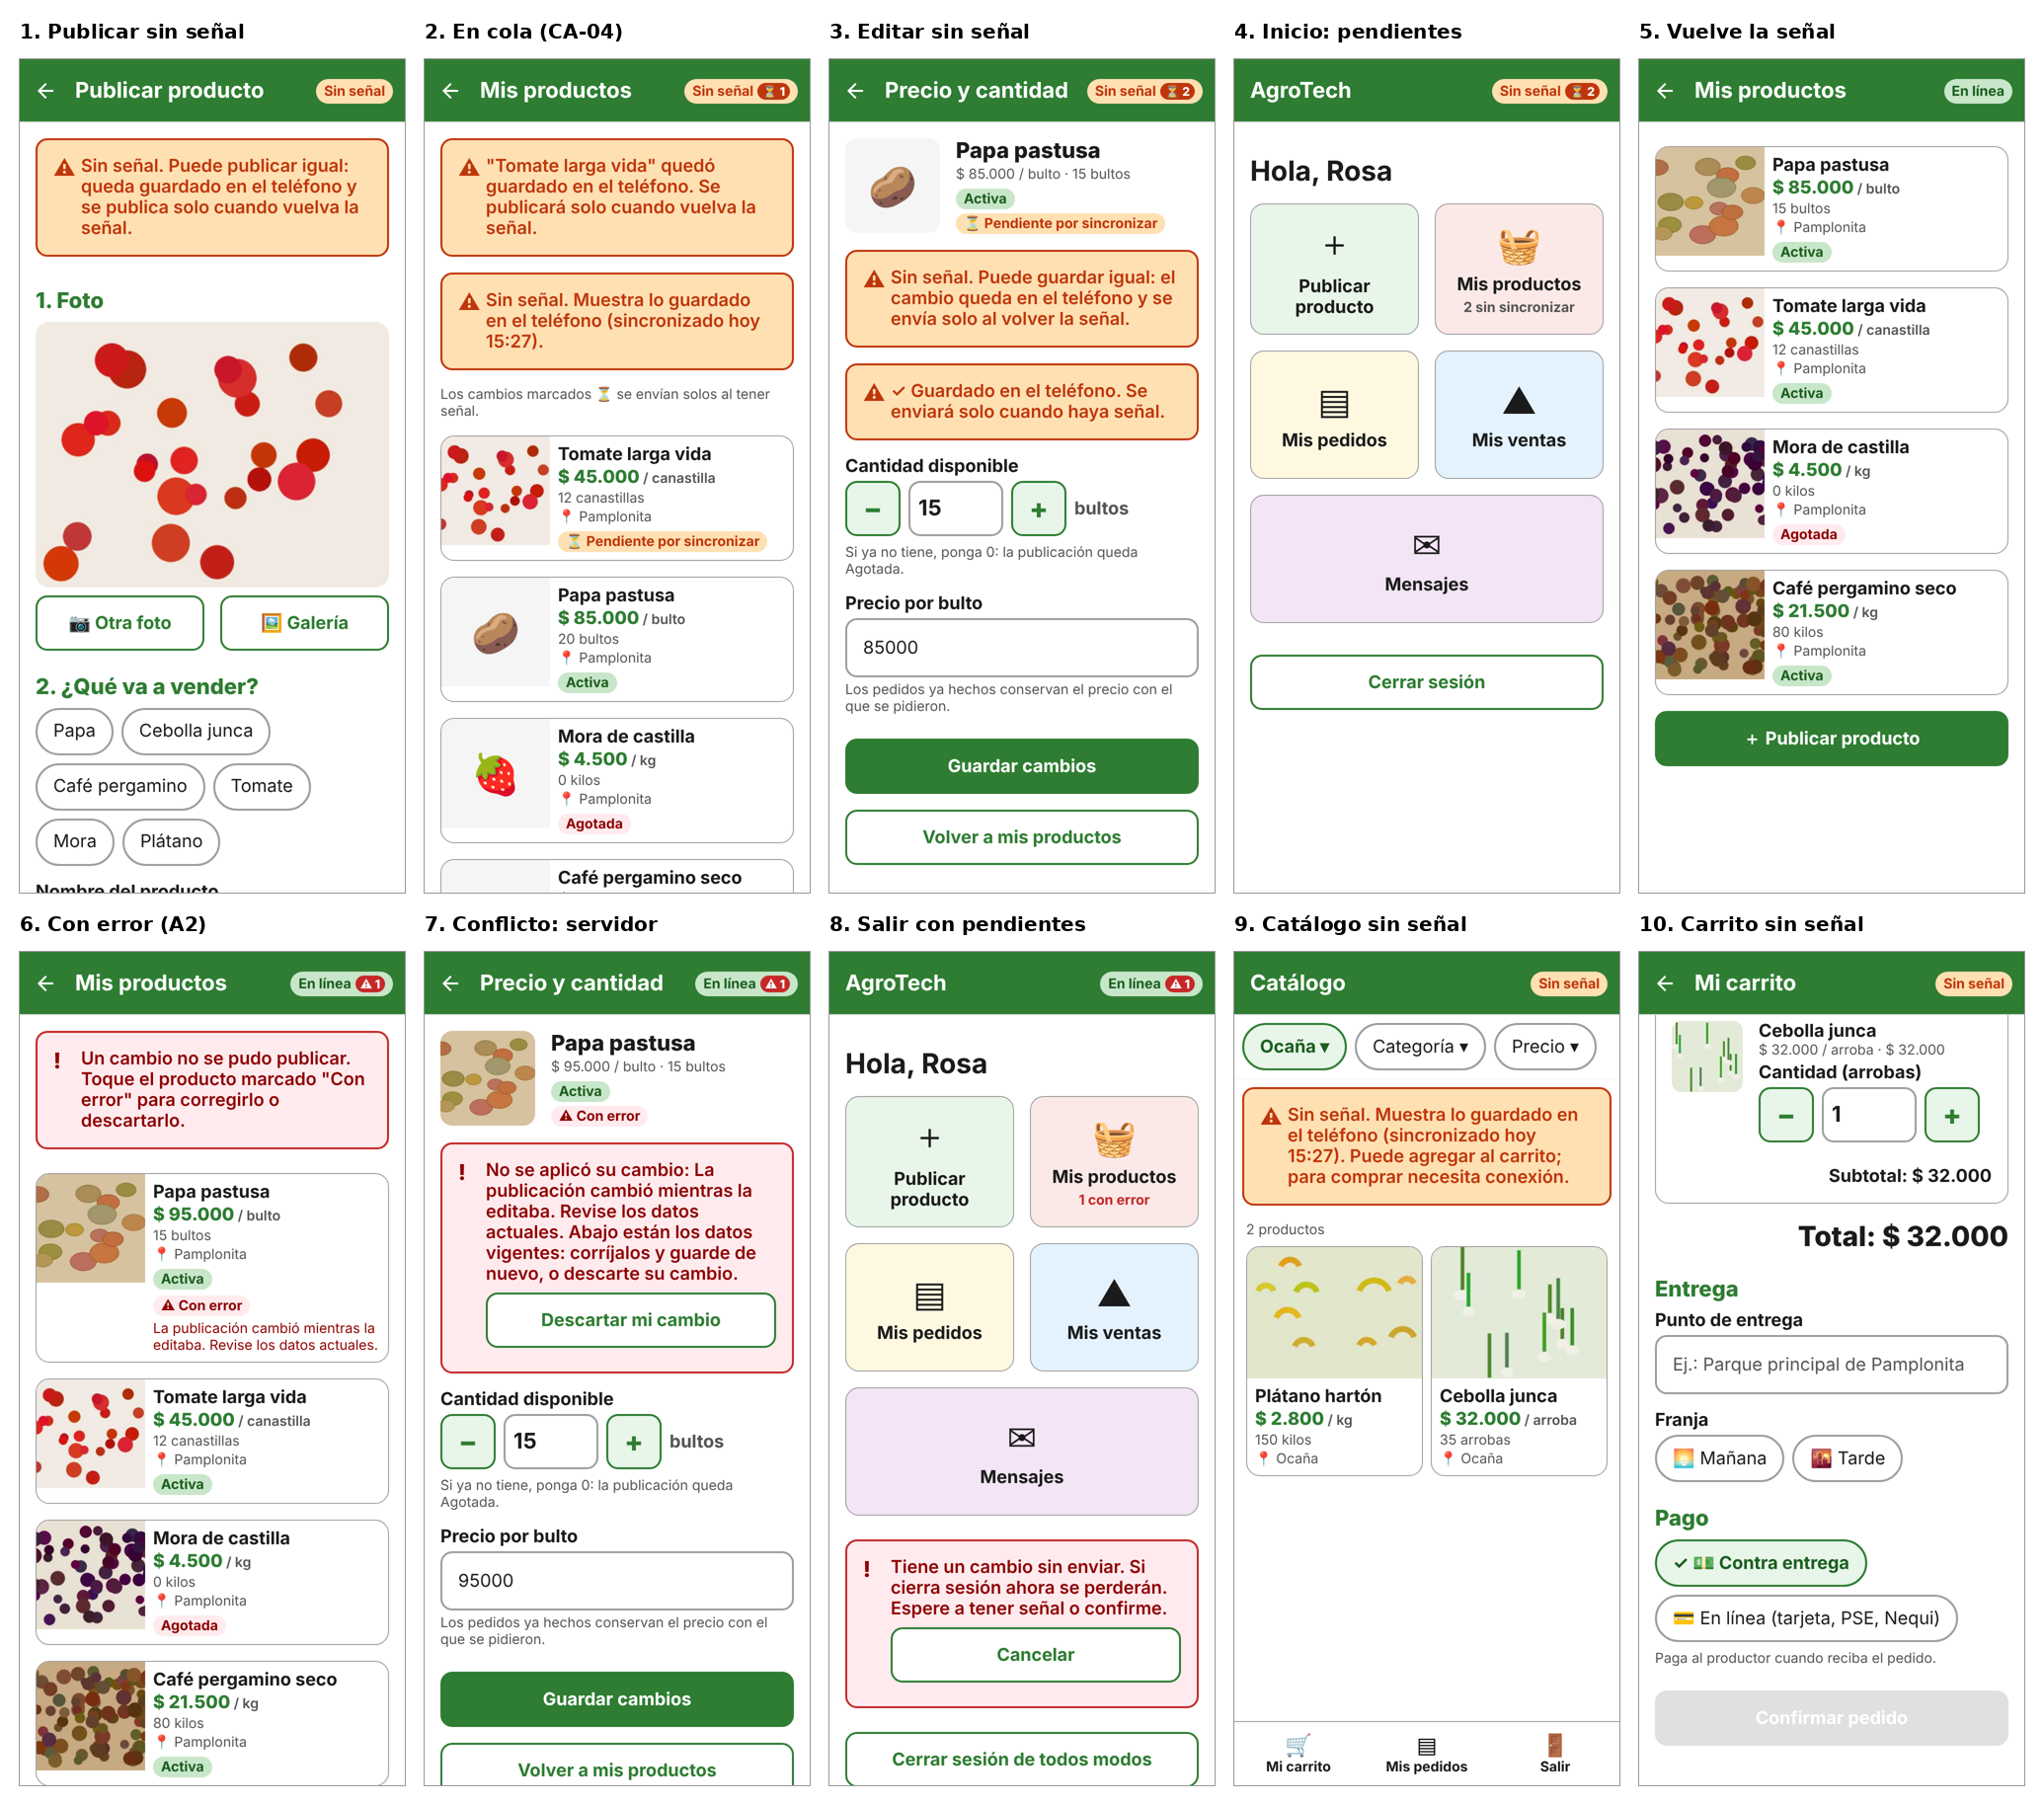 1. Publicar sin señal
Publicar producto
Sin señal
Sin señal. Puede publicar igual:
queda guardado en el teléfono y
se publica solo cuando vuelva la
señal.
1. Foto
Otra foto
Galería
2. ¿Qué va a vender?
Papa
Cebolla junca
Café pergamino
Tomate
Mora
Plátano
Nombre del producto
2. En cola (CA-04)
Mis productos
Sin señal ⏳ 1
"Tomate larga vida" quedó
guardado en el teléfono. Se
publicará solo cuando vuelva la
señal.
Sin señal. Muestra lo guardado
en el teléfono (sincronizado hoy
15:27).
Los cambios marcados ⏳ se envían solos al tener
señal.
Tomate larga vida
$ 45.000 / canastilla
12 canastillas
Pamplonita
Pendiente por sincronizar
Papa pastusa
$ 85.000 / bulto
20 bultos
Pamplonita
Activa
Mora de castilla
$ 4.500 / kg
0 kilos
Pamplonita
Agotada
Café pergamino seco
3. Editar sin señal
Precio y cantidad
Sin señal ⏳ 2
Papa pastusa
$ 85.000 / bulto · 15 bultos
Activa
Pendiente por sincronizar
Sin señal. Puede guardar igual: el
cambio queda en el teléfono y se
envía solo al volver la señal.
✓ Guardado en el teléfono. Se
enviará solo cuando haya señal.
Cantidad disponible
− 15 + bultos
Si ya no tiene, ponga 0: la publicación queda
Agotada.
Precio por bulto
85000
Los pedidos ya hechos conservan el precio con el
que se pidieron.
Guardar cambios
Volver a mis productos
4. Inicio: pendientes
AgroTech
Sin señal ⏳ 2
Hola, Rosa
Publicar
producto
Mis productos
2 sin sincronizar
Mis pedidos
Mis ventas
Mensajes
Cerrar sesión
5. Vuelve la señal
Mis productos
En línea
Papa pastusa
$ 85.000 / bulto
15 bultos
Pamplonita
Activa
Tomate larga vida
$ 45.000 / canastilla
12 canastillas
Pamplonita
Activa
Mora de castilla
$ 4.500 / kg
0 kilos
Pamplonita
Agotada
Café pergamino seco
$ 21.500 / kg
80 kilos
Pamplonita
Activa
+ Publicar producto
6. Con error (A2)
Mis productos
En línea ⚠ 1
! Un cambio no se pudo publicar.
Toque el producto marcado "Con
error" para corregirlo o
descartarlo.
Papa pastusa
$ 95.000 / bulto
15 bultos
Pamplonita
Activa
⚠ Con error
La publicación cambió mientras la
editaba. Revise los datos actuales.
Tomate larga vida
$ 45.000 / canastilla
12 canastillas
Pamplonita
Activa
Mora de castilla
$ 4.500 / kg
0 kilos
Pamplonita
Agotada
Café pergamino seco
$ 21.500 / kg
80 kilos
Pamplonita
Activa
7. Conflicto: servidor
Precio y cantidad
En línea ⚠ 1
Papa pastusa
$ 95.000 / bulto · 15 bultos
Activa
⚠ Con error
! No se aplicó su cambio: La
publicación cambió mientras la
editaba. Revise los datos
actuales. Abajo están los datos
vigentes: corríjalos y guarde de
nuevo, o descarte su cambio.
Descartar mi cambio
Cantidad disponible
− 15 + bultos
Si ya no tiene, ponga 0: la publicación queda
Agotada.
Precio por bulto
95000
Los pedidos ya hechos conservan el precio con el
que se pidieron.
Guardar cambios
Volver a mis productos
8. Salir con pendientes
AgroTech
En línea ⚠ 1
Hola, Rosa
Publicar
producto
Mis productos
1 con error
Mis pedidos
Mis ventas
Mensajes
! Tiene un cambio sin enviar. Si
cierra sesión ahora se perderán.
Espere a tener señal o confirme.
Cancelar
Cerrar sesión de todos modos
9. Catálogo sin señal
Catálogo
Sin señal
Ocaña ▾
Categoría ▾
Precio ▾
Sin señal. Muestra lo guardado en
el teléfono (sincronizado hoy
15:27). Puede agregar al carrito;
para comprar necesita conexión.
2 productos
Plátano hartón
$ 2.800 / kg
150 kilos
Ocaña
Cebolla junca
$ 32.000 / arroba
35 arrobas
Ocaña
Mi carrito
Mis pedidos
Salir
10. Carrito sin señal
Mi carrito
Sin señal
Cebolla junca
$ 32.000 / arroba · $ 32.000
Cantidad (arrobas)
− 1 +
Subtotal: $ 32.000
Total: $ 32.000
Entrega
Punto de entrega
Ej.: Parque principal de Pamplonita
Franja
Mañana
Tarde
Pago
✓ Contra entrega
En línea (tarjeta, PSE, Nequi)
Paga al productor cuando reciba el pedido.
Confirmar pedido